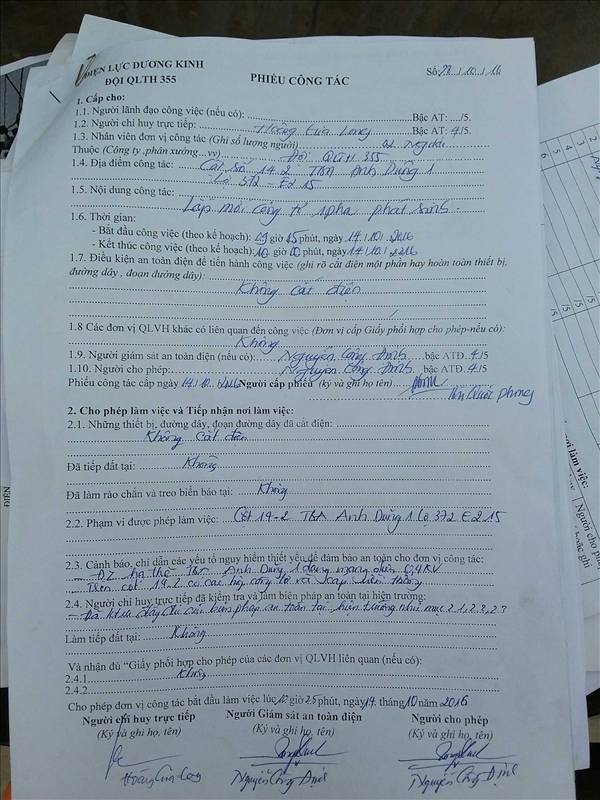 ĐIỆN LỰC DƯƠNG KINH
ĐỘI QLTH 355
PHIẾU CÔNG TÁC
Số 28.../10.../16
1. Cấp cho:
1.1. Người lãnh đạo công việc (nếu có): Bậc AT: ..../5.
1.2. Người chỉ huy trực tiếp: Hoàng Gia Long Bậc AT: 4/5.
1.3. Nhân viên đơn vị công tác (Ghi số lượng người) 02 Người
Thuộc (Công ty ,phân xưởng...vv) Đội QLTH 355
1.4. Địa điểm công tác: Cột Số 14-2 TBA Anh Dũng 1
Lộ 372 - E2 15
1.5. Nội dung công tác:
Lắp mới công tơ 1pha phát sinh.
1.6. Thời gian:
- Bắt đầu công việc (theo kế hoạch): giờ 15 phút, ngày 14/10/2016
- Kết thúc công việc (theo kế hoạch): 10 giờ 00 phút, ngày 14/10/2016
1.7. Điều kiện an toàn điện để tiến hành công việc (ghi rõ cắt điện một phần hay hoàn toàn thiết bị,
đường dây , đoạn đường dây):
Không cắt điện
1.8 Các đơn vị QLVH khác có liên quan đến công việc (Đơn vị cấp Giấy phối hợp cho phép-nếu có):
Không
1.9. Người giám sát an toàn điện (nếu có): Nguyễn Công Định bậc ATĐ. 4/5
1.10. Người cho phép: Nguyễn Công Định bậc ATĐ. 4/5
Phiếu công tác cấp ngày 14/10/2016 Người cấp phiếu (ký và ghi họ tên)
Quốc Phong
2. Cho phép làm việc và Tiếp nhận nơi làm việc:
2.1. Những thiết bị, đường dây, đoạn đường dây đã cắt điện:
Không cắt điện
Đã tiếp đất tại: Không
Đã làm rào chắn và treo biển báo tại: Không
2.2. Phạm vi được phép làm việc: Cột 14-2 TBA Anh Dũng 1 Lộ 372 E2 15
2.3. Cảnh báo, chỉ dẫn các yếu tố nguy hiểm thiết yếu để đảm bảo an toàn cho đơn vị công tác:
- ĐZ hạ thế TBA Anh Dũng 1 đang mang điện 0,4KV
- Trên cột 14-2 có các hộp công tơ và cáp viễn thông
2.4. Người chỉ huy trực tiếp đã kiểm tra và làm biện pháp an toàn tại hiện trường:
- Đã đầy đủ các biện pháp an toàn tại hiện trường như mục 2.1, 2.2, 2.3
Làm tiếp đất tại: Không
Và nhận đủ “Giấy phối hợp cho phép của các đơn vị QLVH liên quan (nếu có):
2.4.1 Không
2.4.2
Cho phép đơn vị công tác bắt đầu làm việc lúc giờ 25 phút, ngày 14. tháng 10 năm 2016
Người chỉ huy trực tiếp Người Giám sát an toàn điện Người cho phép
(Ký và ghi họ, tên) (Ký và ghi họ, tên) (Ký và ghi họ, tên)
Hoàng Gia Long Nguyễn Công Định Nguyễn Công Định